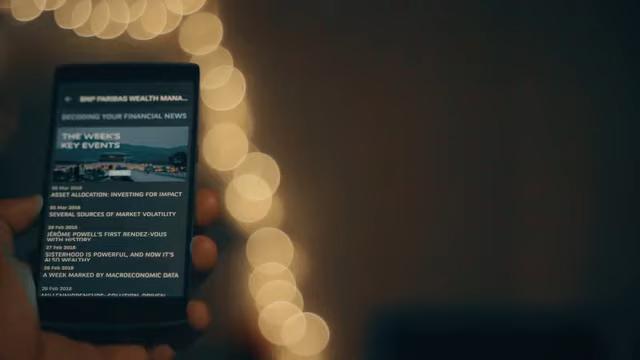 BNP PARIBAS WEALTH MANA...
DECODING YOUR FINANCIAL NEWS
THE WEEK'S
KEY EVENTS
05 Mar 2018
ASSET ALLOCATION: INVESTING FOR IMPACT
05 Mar 2018
SEVERAL SOURCES OF MARKET VOLATILITY
28 Feb 2018
JÉRÔME POWELL'S FIRST RENDEZ-VOUS
WITH HISTORY
27 Feb 2018
SISTERHOOD IS POWERFUL, AND NOW IT'S
ALSO WEALTHY
26 Feb 2018
A WEEK MARKED BY MACROECONOMIC DATA
MILLENNIPRENEURS: SOLUTION-DRIVEN